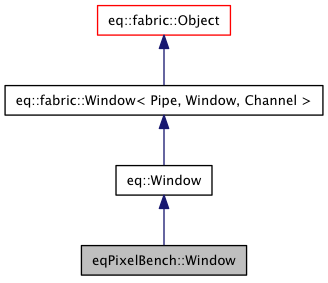 eq::fabric::Object
eq::fabric::Window< Pipe, Window, Channel >
eq::Window
eqPixelBench::Window